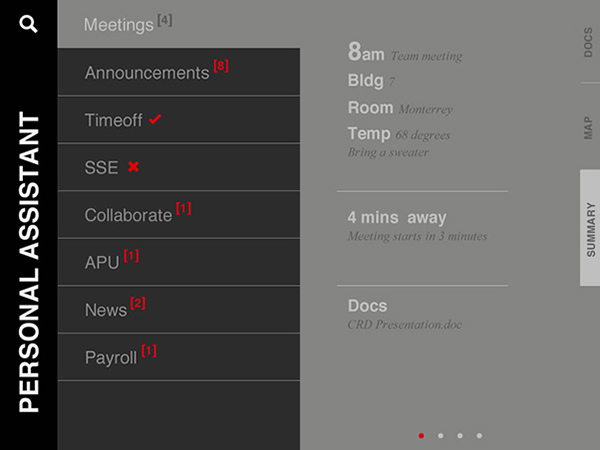 PERSONAL ASSISTANT
Meetings [4]
Announcements [8]
Timeoff
SSE
Collaborate [1]
APU [1]
News [2]
Payroll [1]
8am Team meeting
Bldg 7
Room Monterrey
Temp 68 degrees
Bring a sweater
4 mins away
Meeting starts in 3 minutes
Docs
CRD Presentation.doc
DOCS
MAP
SUMMARY